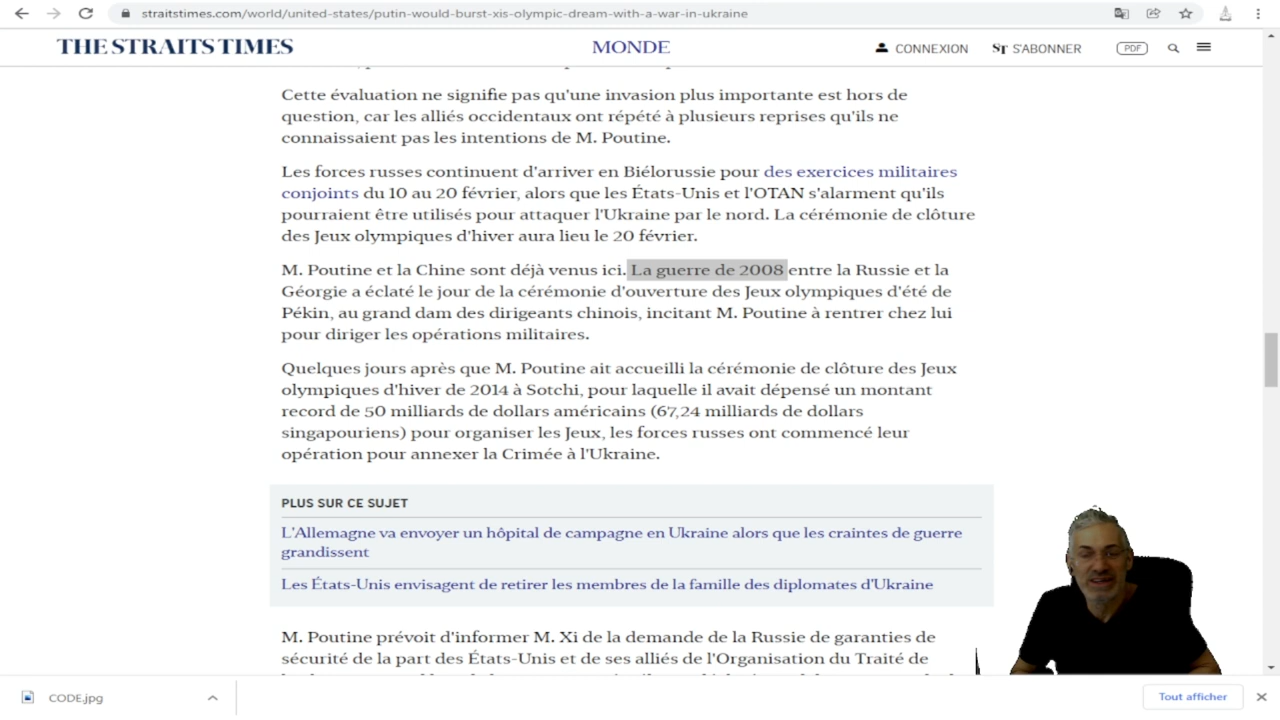 straitstimes.com/world/united-states/putin-would-burst-xis-olympic-dream-with-a-war-in-ukraine
THE STRAITS TIMES
MONDE
CONNEXION
ST S'ABONNER
PDF
Cette évaluation ne signifie pas qu'une invasion plus importante est hors de
question, car les alliés occidentaux ont répété à plusieurs reprises qu'ils ne
connaissaient pas les intentions de M. Poutine.
Les forces russes continuent d'arriver en Biélorussie pour des exercices militaires
conjoints du 10 au 20 février, alors que les États-Unis et l'OTAN s'alarment qu'ils
pourraient être utilisés pour attaquer l'Ukraine par le nord. La cérémonie de clôture
des Jeux olympiques d'hiver aura lieu le 20 février.
M. Poutine et la Chine sont déjà venus ici. La guerre de 2008 entre la Russie et la
Géorgie a éclaté le jour de la cérémonie d'ouverture des Jeux olympiques d'été de
Pékin, au grand dam des dirigeants chinois, incitant M. Poutine à rentrer chez lui
pour diriger les opérations militaires.
Quelques jours après que M. Poutine ait accueilli la cérémonie de clôture des Jeux
olympiques d'hiver de 2014 à Sotchi, pour laquelle il avait dépensé un montant
record de 50 milliards de dollars américains (67,24 milliards de dollars
singapouriens) pour organiser les Jeux, les forces russes ont commencé leur
opération pour annexer la Crimée à l'Ukraine.
PLUS SUR CE SUJET
L'Allemagne va envoyer un hôpital de campagne en Ukraine alors que les craintes de guerre
grandissent
Les États-Unis envisagent de retirer les membres de la famille des diplomates d'Ukraine
M. Poutine prévoit d'informer M. Xi de la demande de la Russie de garanties de
sécurité de la part des États-Unis et de ses alliés de l'Organisation du Traité de
CODE.jpg
Tout afficher